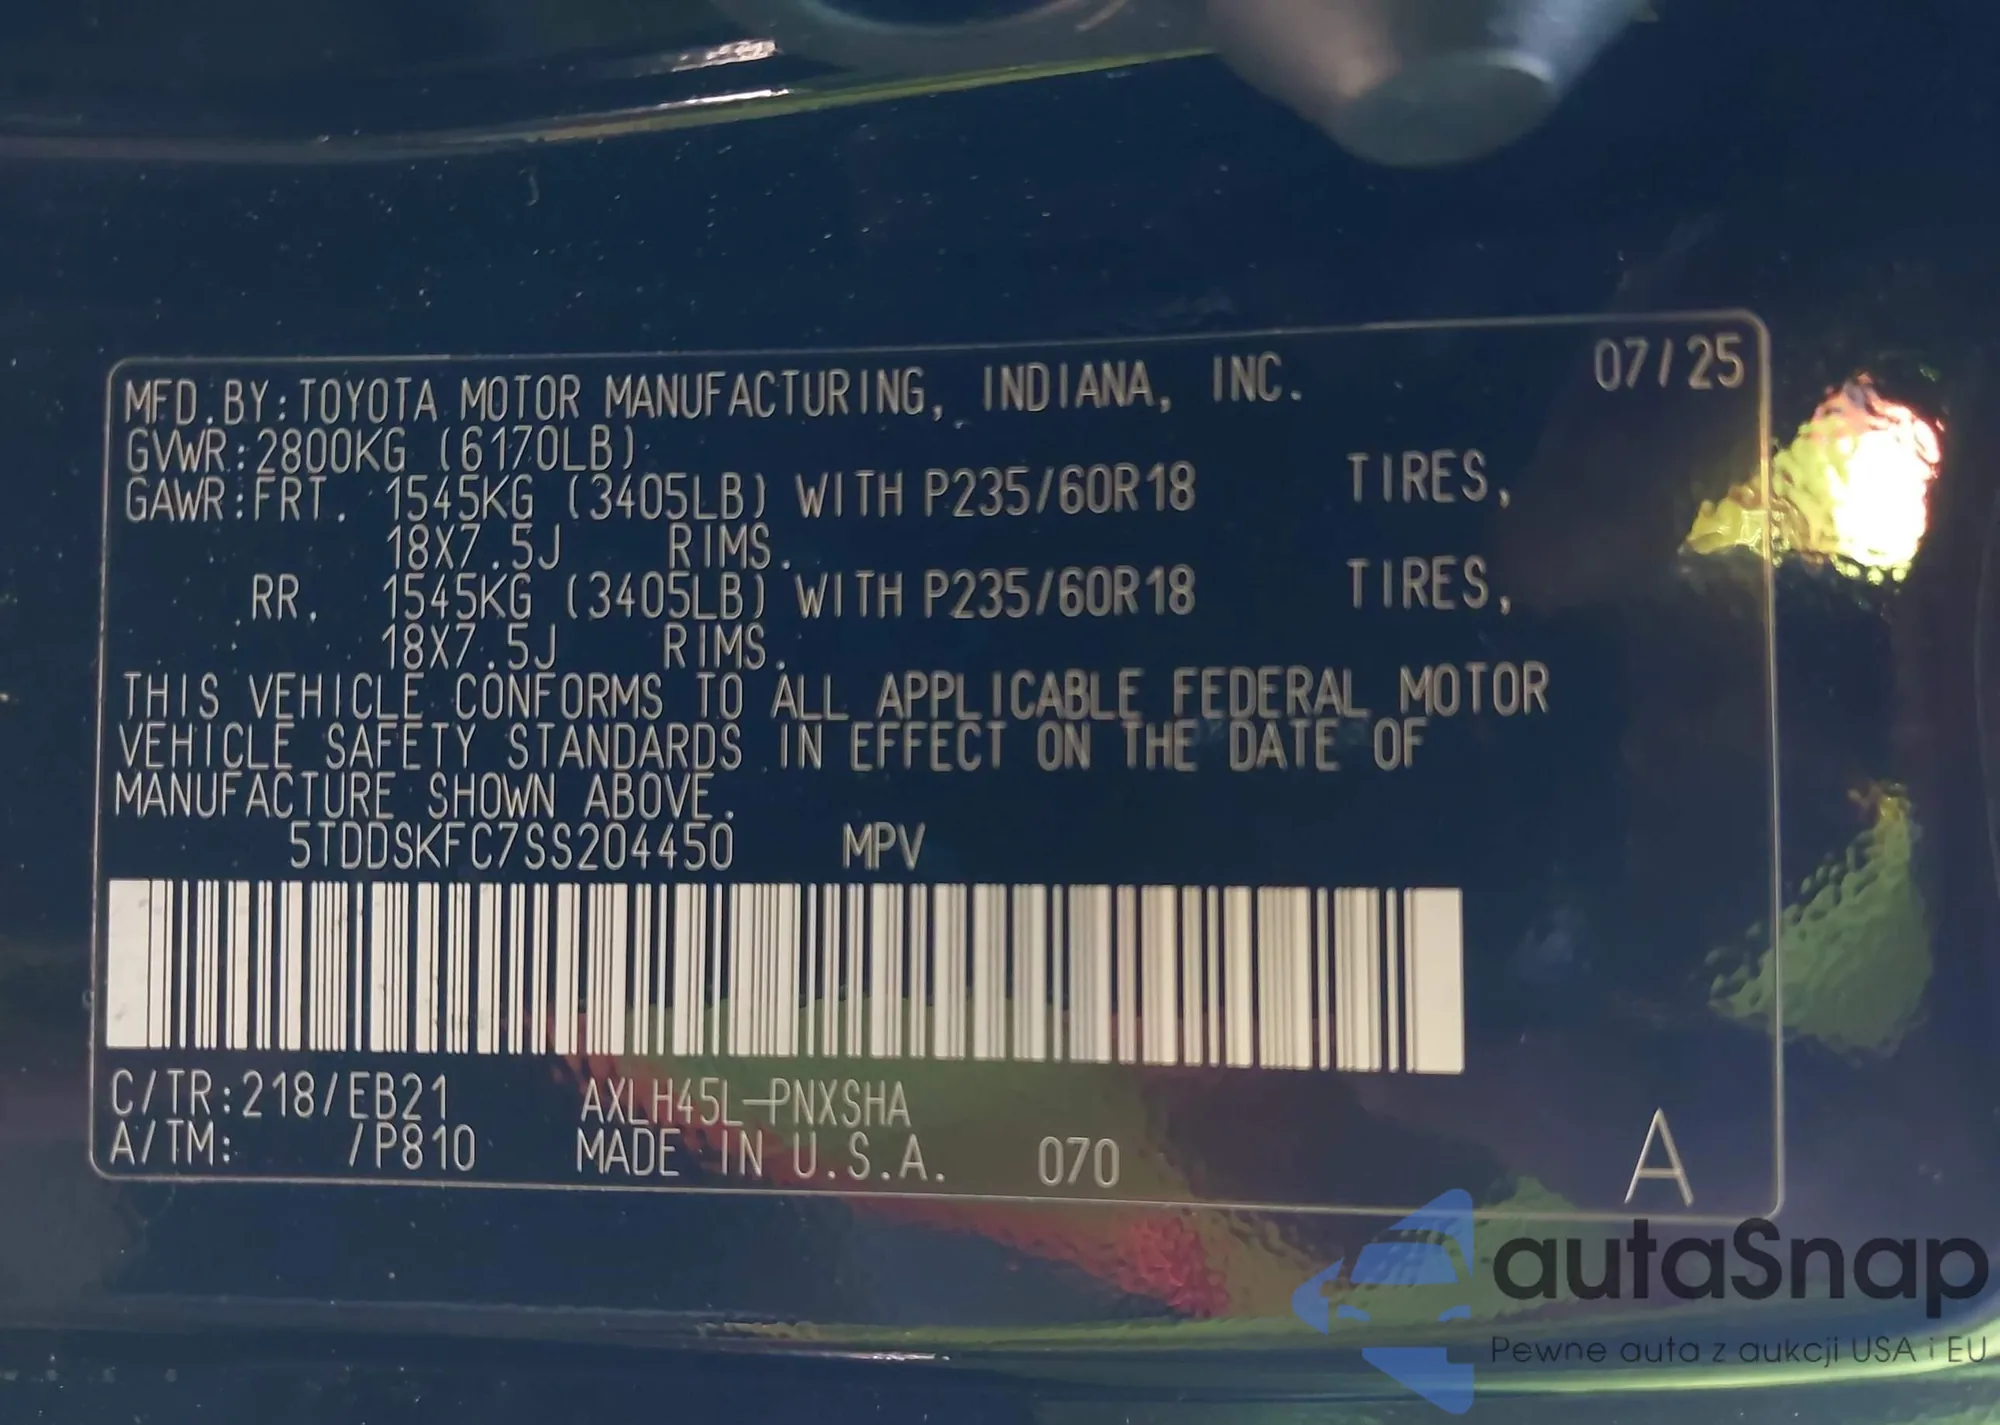 07/25
MFD.BY:TOYOTA MOTOR MANUFACTURING, INDIANA, INC.
GVWR:2800KG (6170LB)
GAWR:FRT. 1545KG (3405LB) WITH P235/60R18 TIRES,
18X7.5J RIMS.
RR. 1545KG (3405LB) WITH P235/60R18 TIRES,
18X7.5J RIMS.
THIS VEHICLE CONFORMS TO ALL APPLICABLE FEDERAL MOTOR
VEHICLE SAFETY STANDARDS IN EFFECT ON THE DATE OF
MANUFACTURE SHOWN ABOVE.
5TDDSKFC7SS204450 MPV
C/TR:218/EB21 AXLH45L-PNXSHA
A/TM: /P810 MADE IN U.S.A. 070 A
autaSnap
Pewne auta z aukcji USA i EU